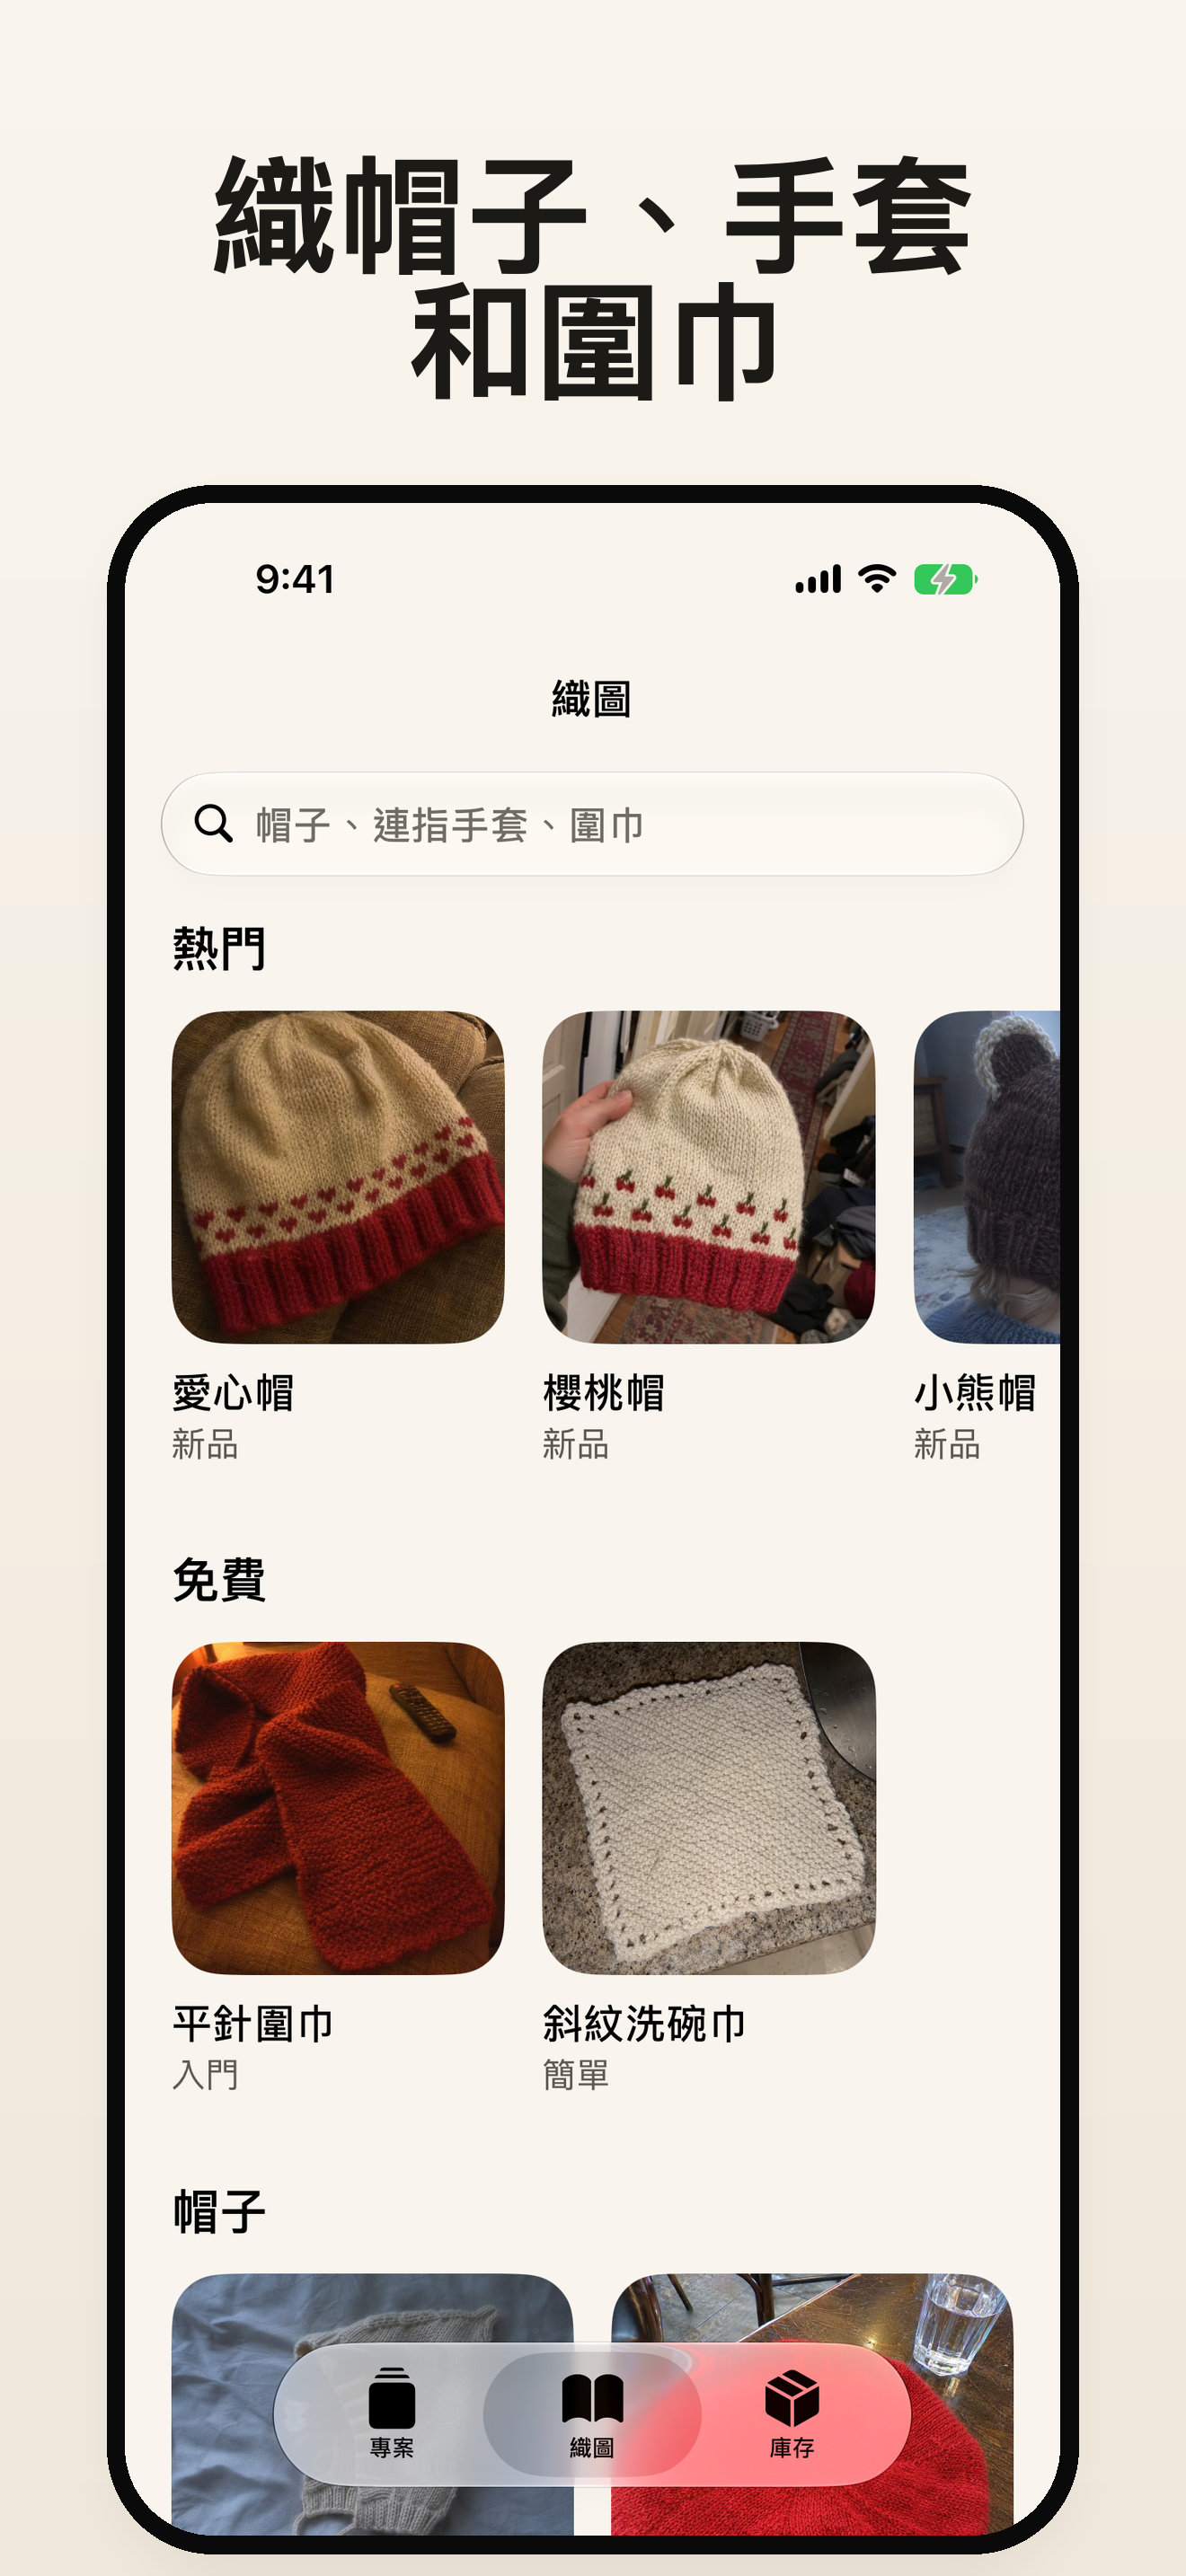 織帽子、手套
和圍巾
9:41
織圖
帽子、連指手套、圍巾
熱門
愛心帽
新品
櫻桃帽
新品
小熊帽
新品
免費
平針圍巾
入門
斜紋洗碗巾
簡單
帽子
專案
織圖
庫存